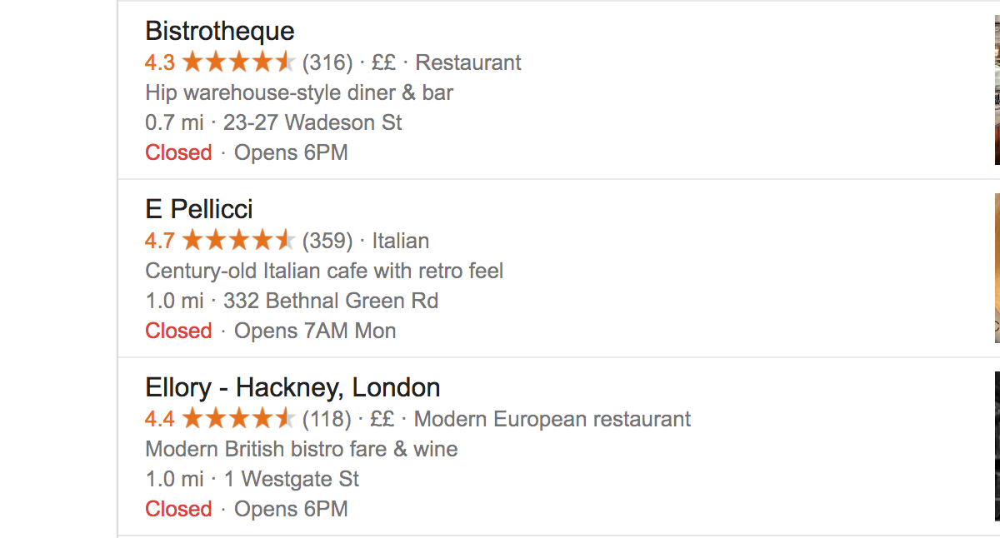 Bistrotheque
4.3 (316) · ££ · Restaurant
Hip warehouse-style diner & bar
0.7 mi · 23-27 Wadeson St
Closed · Opens 6PM
E Pellicci
4.7 (359) · Italian
Century-old Italian cafe with retro feel
1.0 mi · 332 Bethnal Green Rd
Closed · Opens 7AM Mon
Ellory - Hackney, London
4.4 (118) · ££ · Modern European restaurant
Modern British bistro fare & wine
1.0 mi · 1 Westgate St
Closed · Opens 6PM